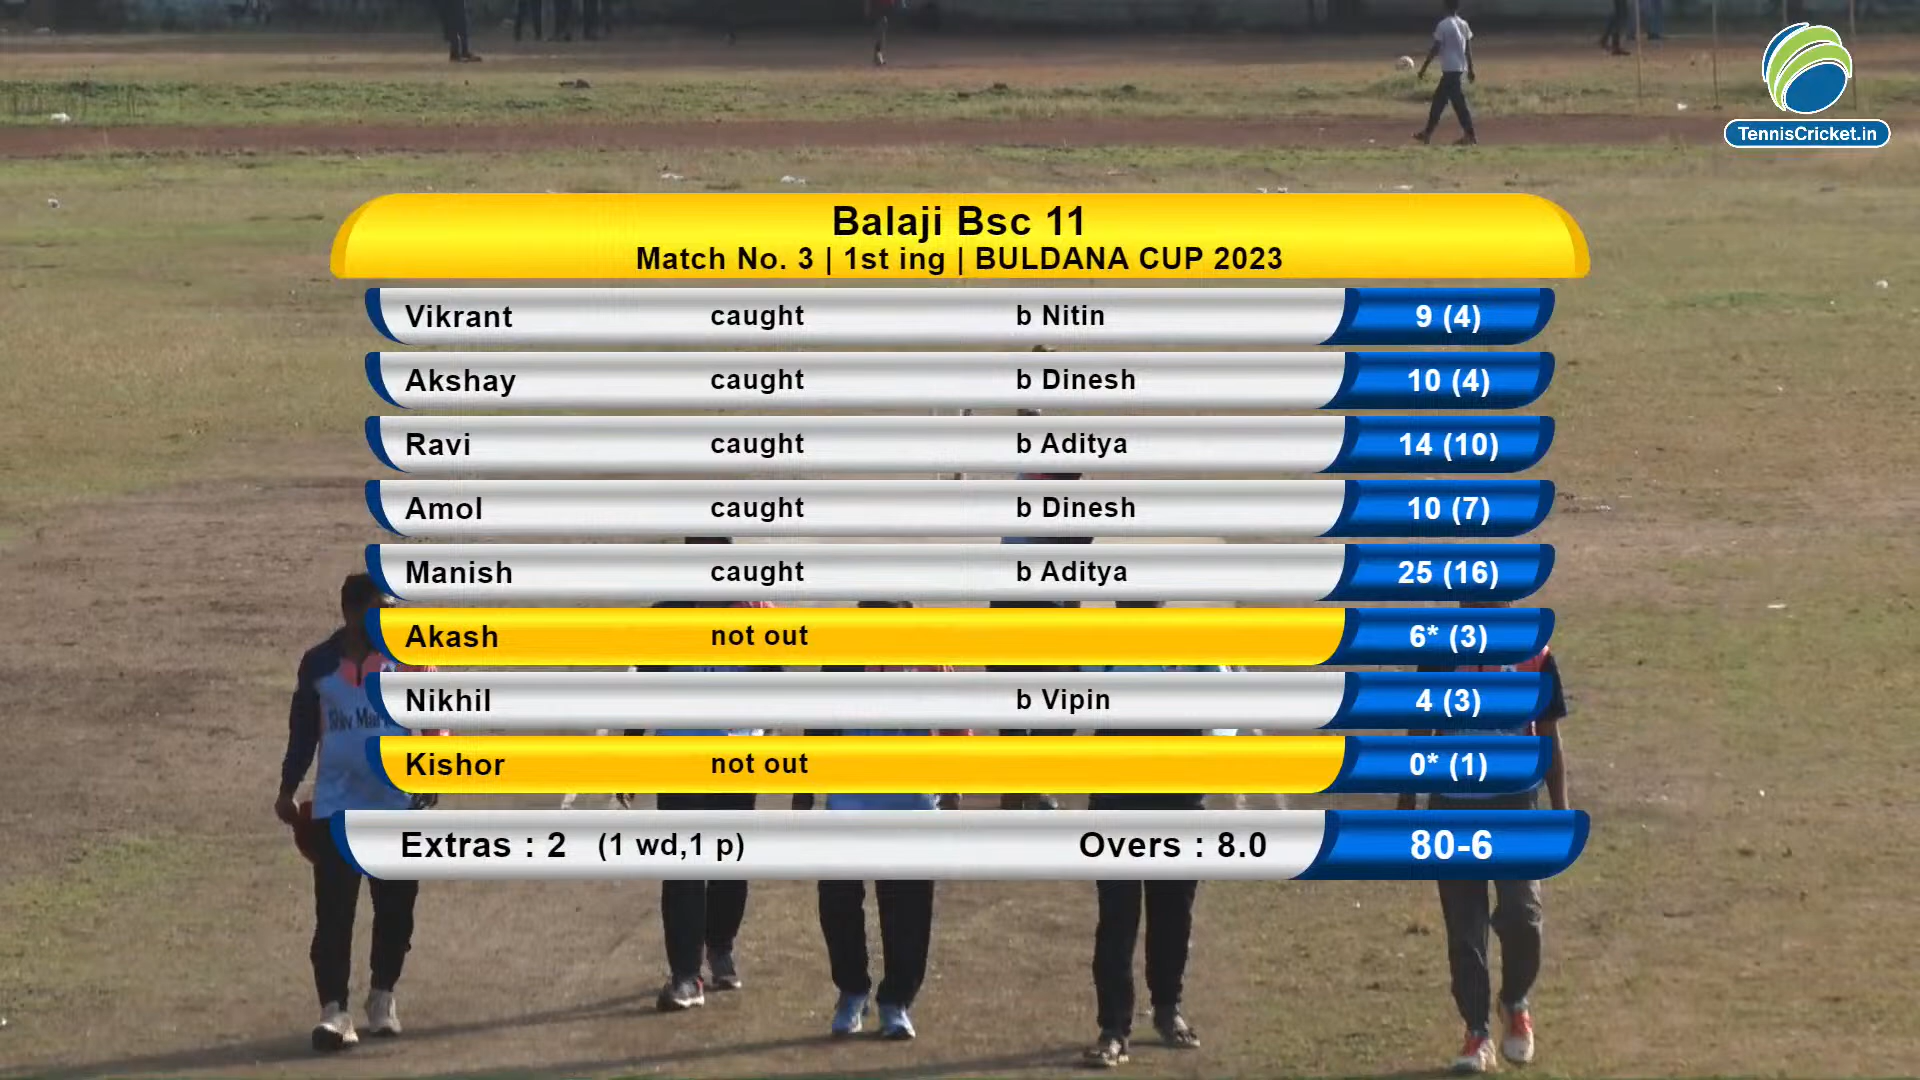 TennisCricket.in
Balaji Bsc 11
Match No. 3 | 1st ing | BULDANA CUP 2023
Vikrant caught b Nitin 9 (4)
Akshay caught b Dinesh 10 (4)
Ravi caught b Aditya 14 (10)
Amol caught b Dinesh 10 (7)
Manish caught b Aditya 25 (16)
Akash not out 6* (3)
Nikhil b Vipin 4 (3)
Kishor not out 0* (1)
Extras : 2 (1 wd,1 p) Overs : 8.0 80-6